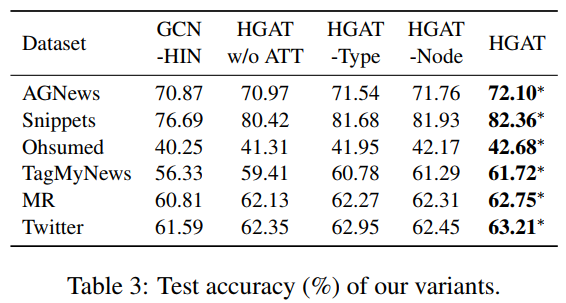 Dataset GCN -HIN HGAT w/o ATT HGAT -Type HGAT -Node HGAT
AGNews 70.87 70.97 71.54 71.76 72.10*
Snippets 76.69 80.42 81.68 81.93 82.36*
Ohsumed 40.25 41.31 41.95 42.17 42.68*
TagMyNews 56.33 59.41 60.78 61.29 61.72*
MR 60.81 62.13 62.27 62.31 62.75*
Twitter 61.59 62.35 62.95 62.45 63.21*
Table 3: Test accuracy (%) of our variants.